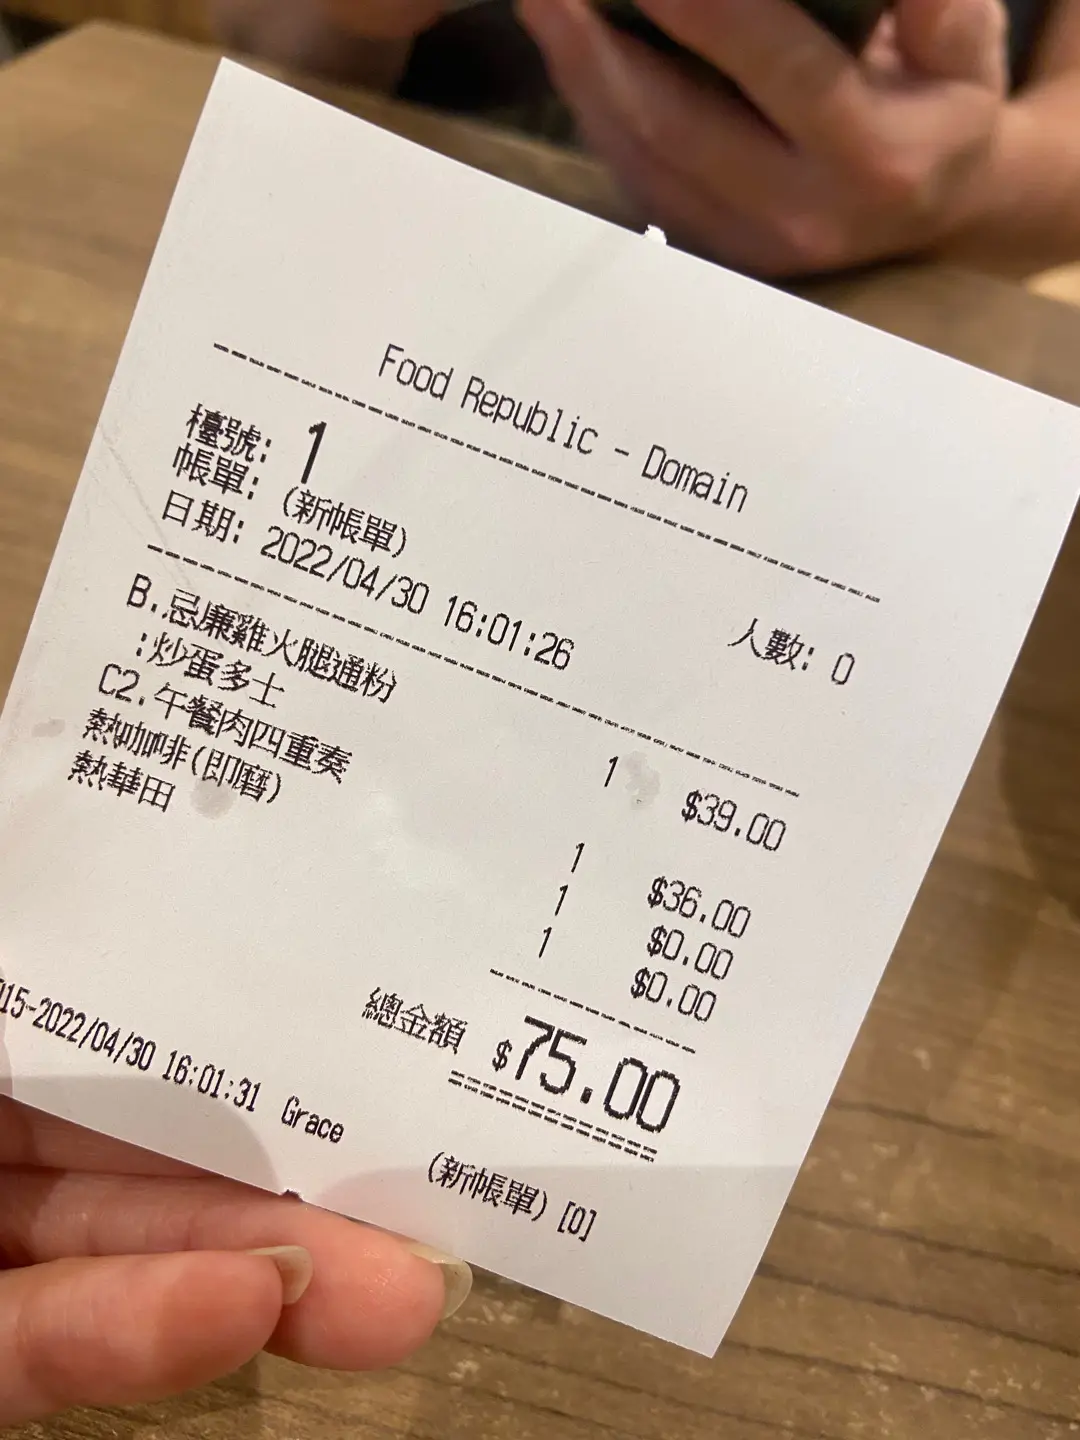 Food Republic - Domain
檯號: 1
人數: 0
帳單: (新帳單)
日期: 2022/04/30 16:01:26
B.忌廉雞火腿通粉 1 $39.00
:炒蛋多士
C2.午餐肉四重奏 1 $36.00
熱咖啡(即磨) 1 $0.00
熱華田 1 $0.00
總金額 $75.00
15-2022/04/30 16:01:31 Grace
(新帳單) [0]